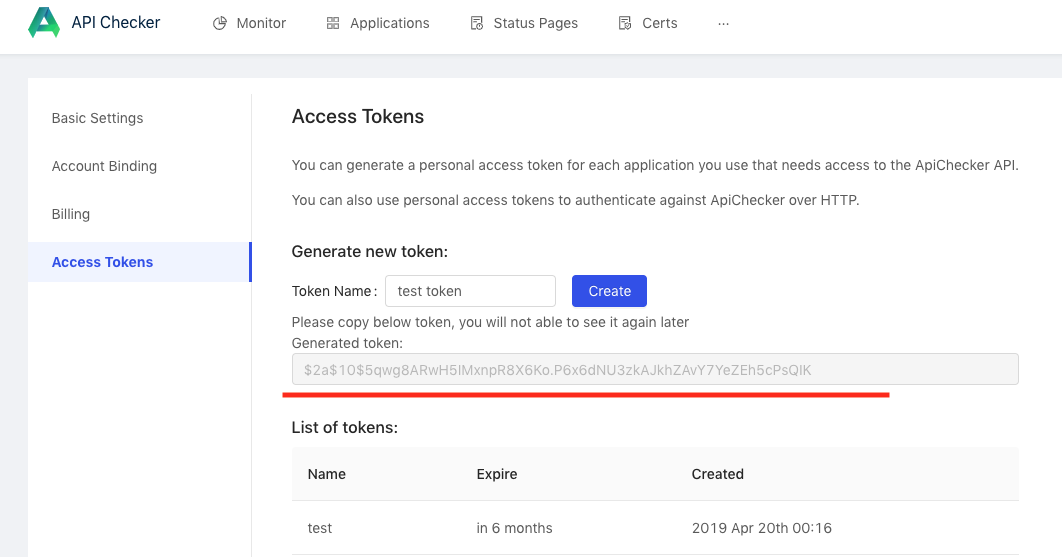 API Checker
Monitor
Applications
Status Pages
Certs
...
Basic Settings
Account Binding
Billing
Access Tokens
Access Tokens
You can generate a personal access token for each application you use that needs access to the ApiChecker API.
You can also use personal access tokens to authenticate against ApiChecker over HTTP.
Generate new token:
Token Name : test token Create
Please copy below token, you will not able to see it again later
Generated token:
$2a$10$5qwg8ARwH5IMxnpR8X6Ko.P6x6dNU3zkAJkhZAvY7YeZEh5cPsQIK
List of tokens:
Name Expire Created
test in 6 months 2019 Apr 20th 00:16